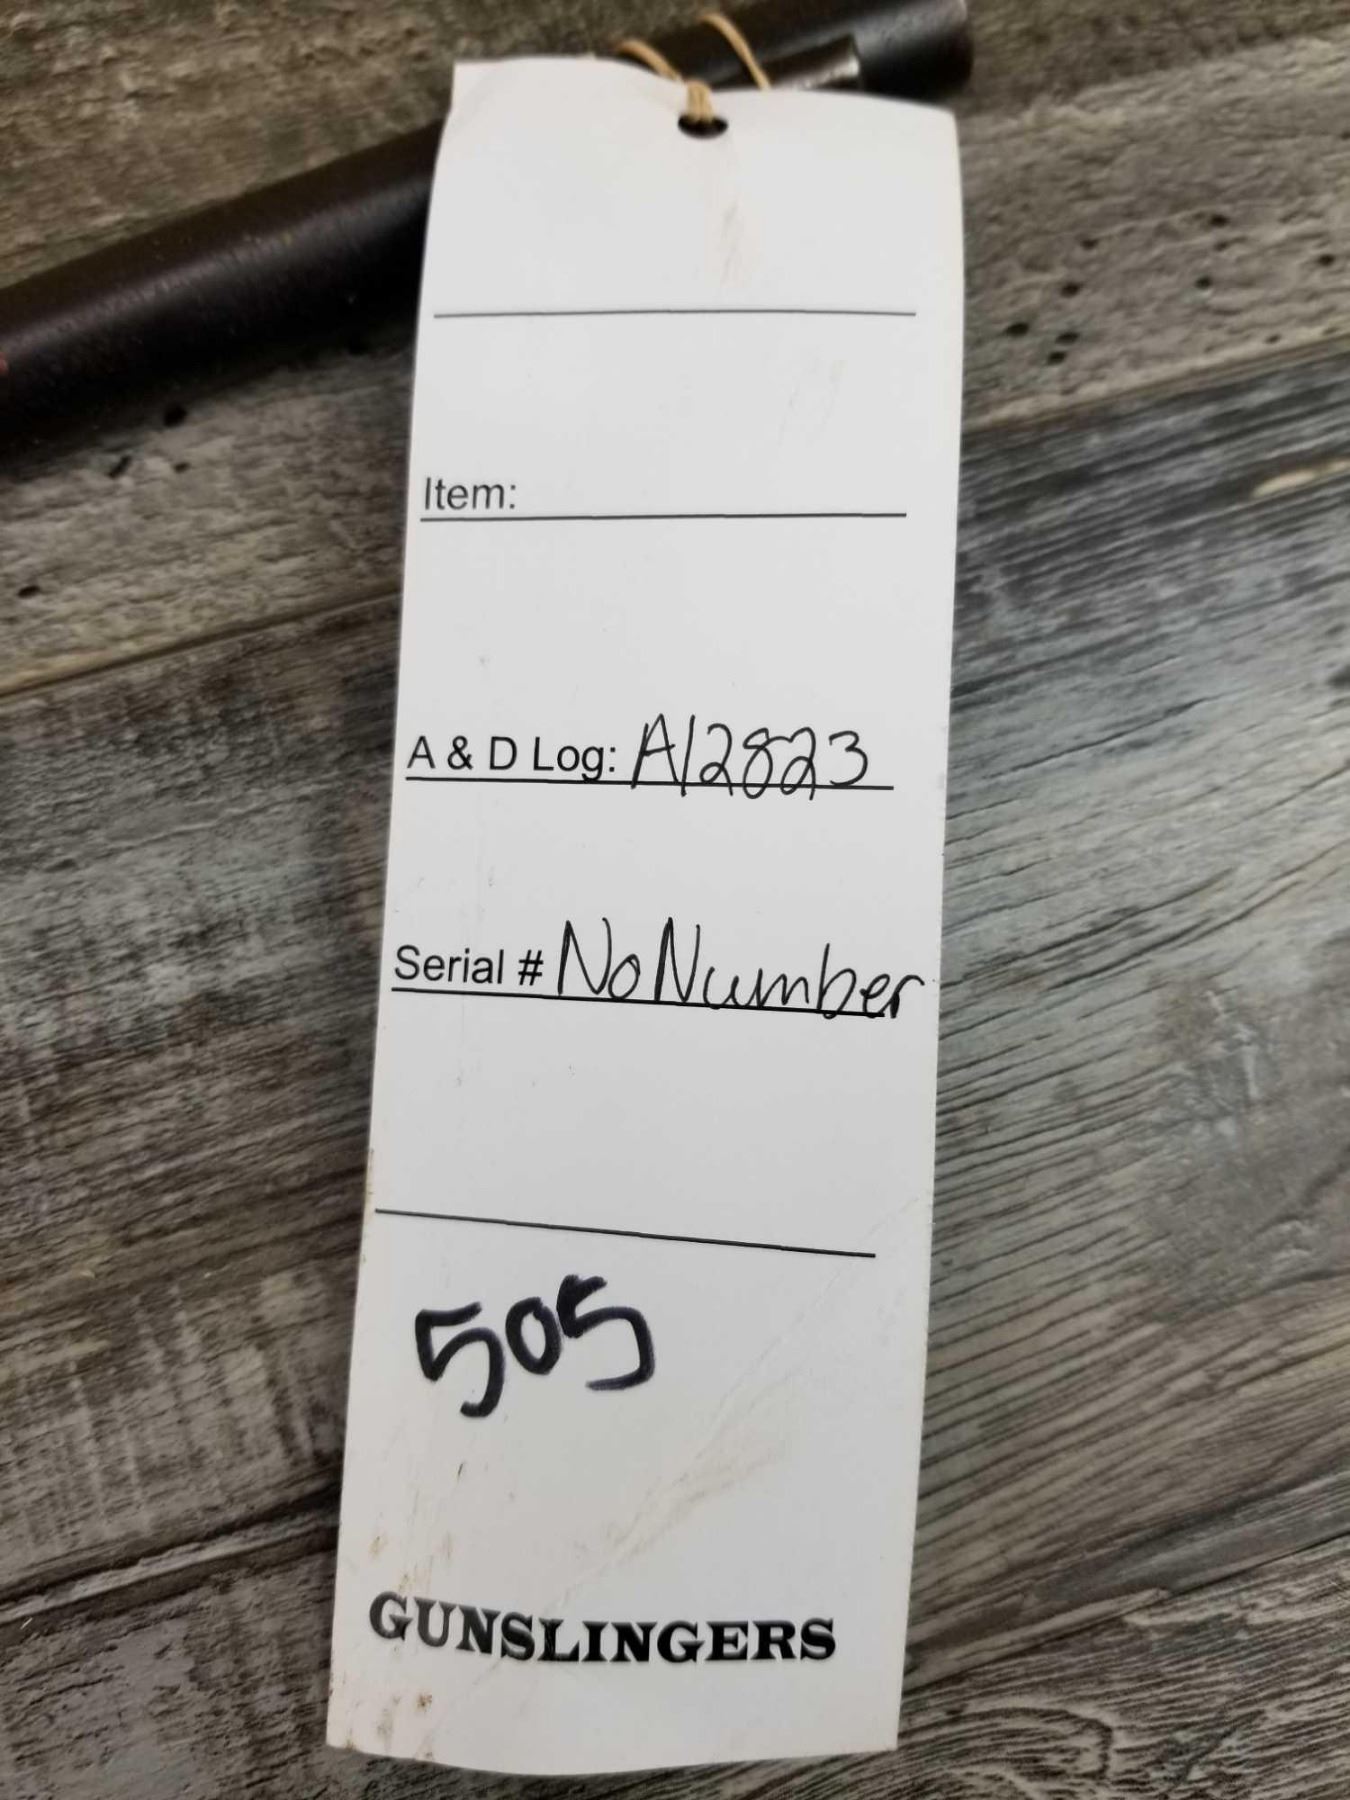 Item:
A & D Log: A12823
Serial # No Number
505
GUNSLINGERS